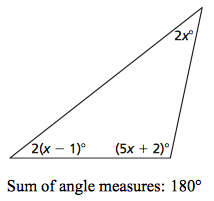 2x°
2(x − 1)° (5x + 2)°
Sum of angle measures: 180°